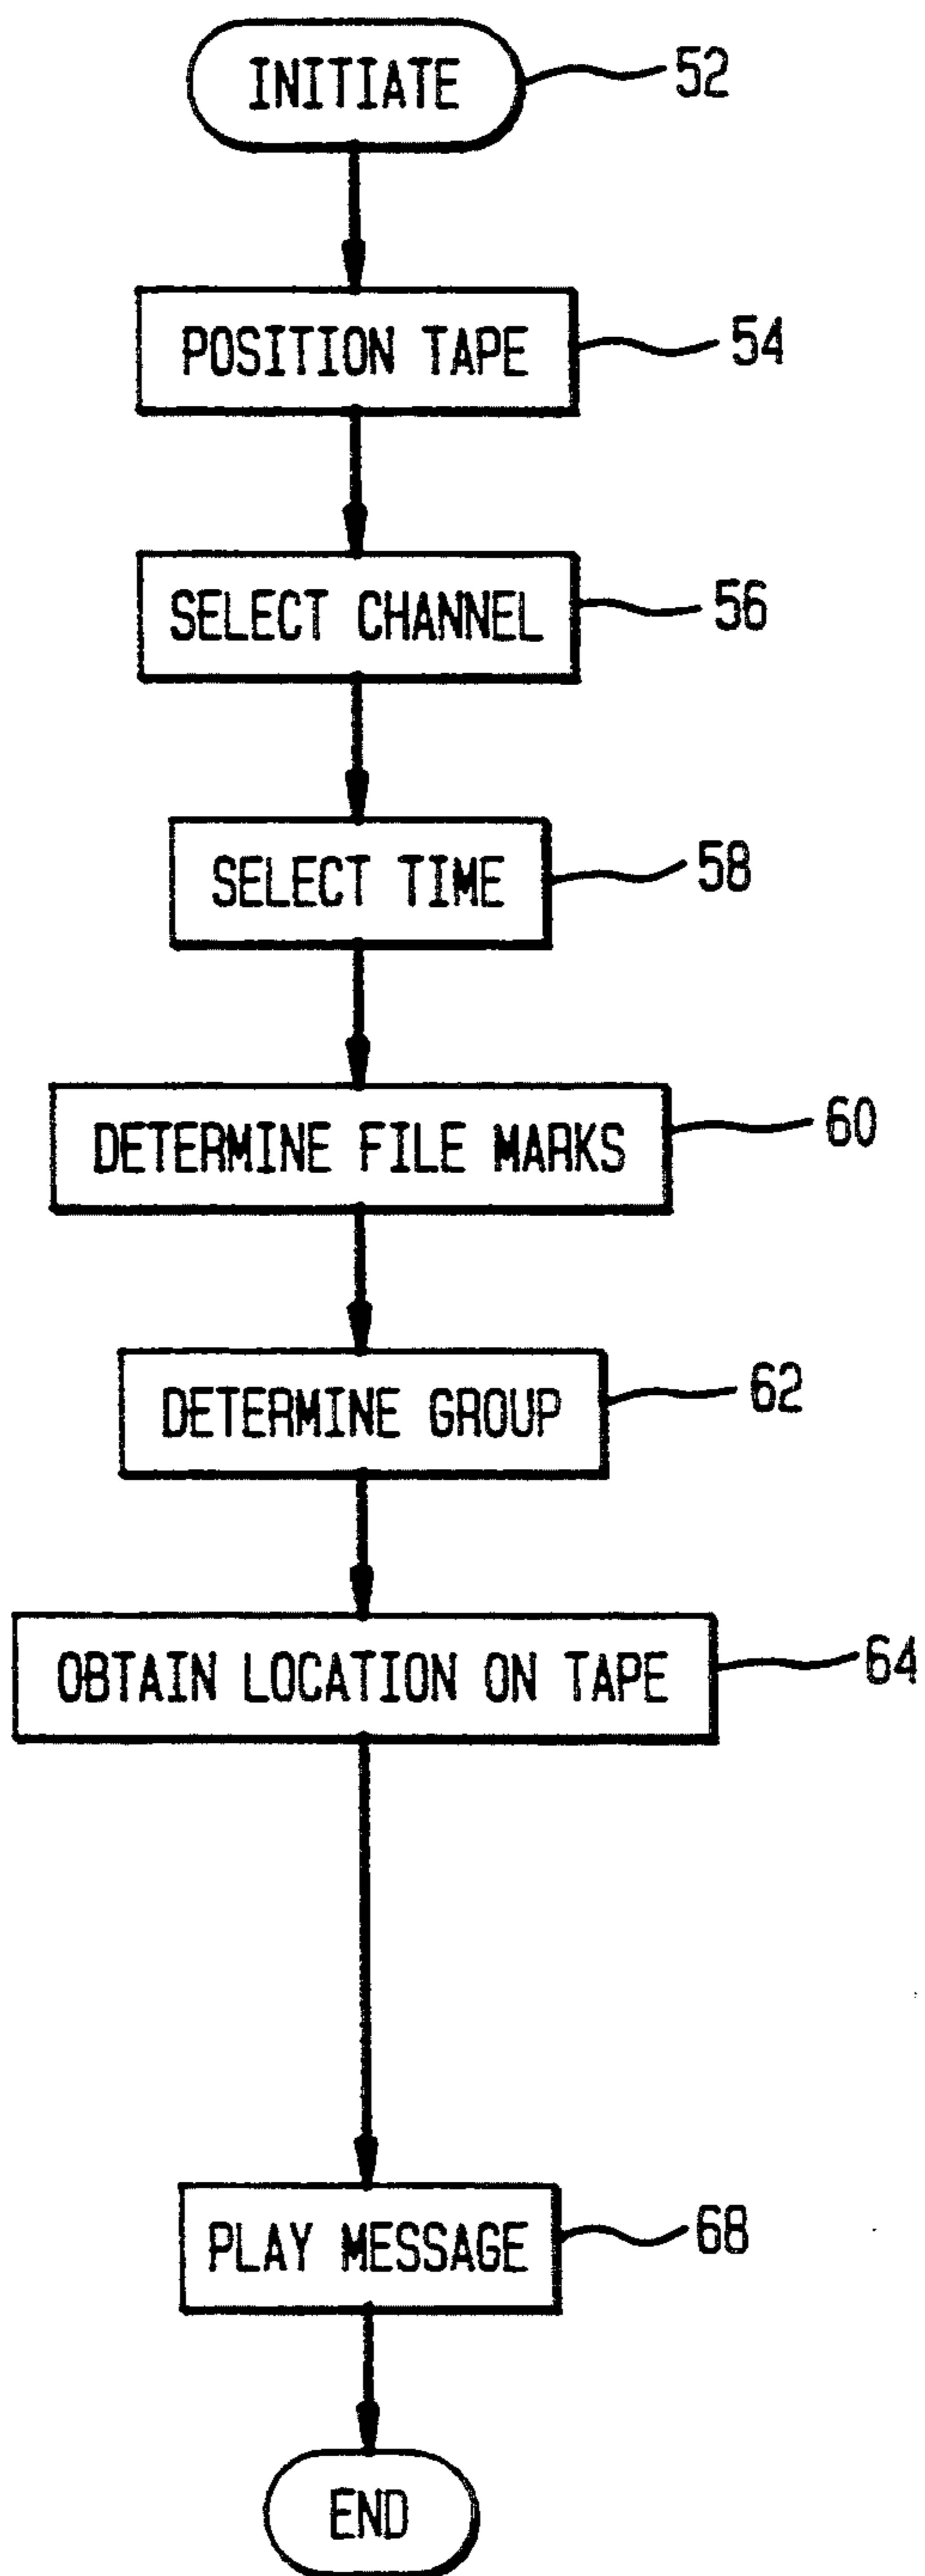 INITIATE 52
POSITION TAPE 54
SELECT CHANNEL 56
SELECT TIME 58
DETERMINE FILE MARKS 60
DETERMINE GROUP 62
OBTAIN LOCATION ON TAPE 64
PLAY MESSAGE 68
END